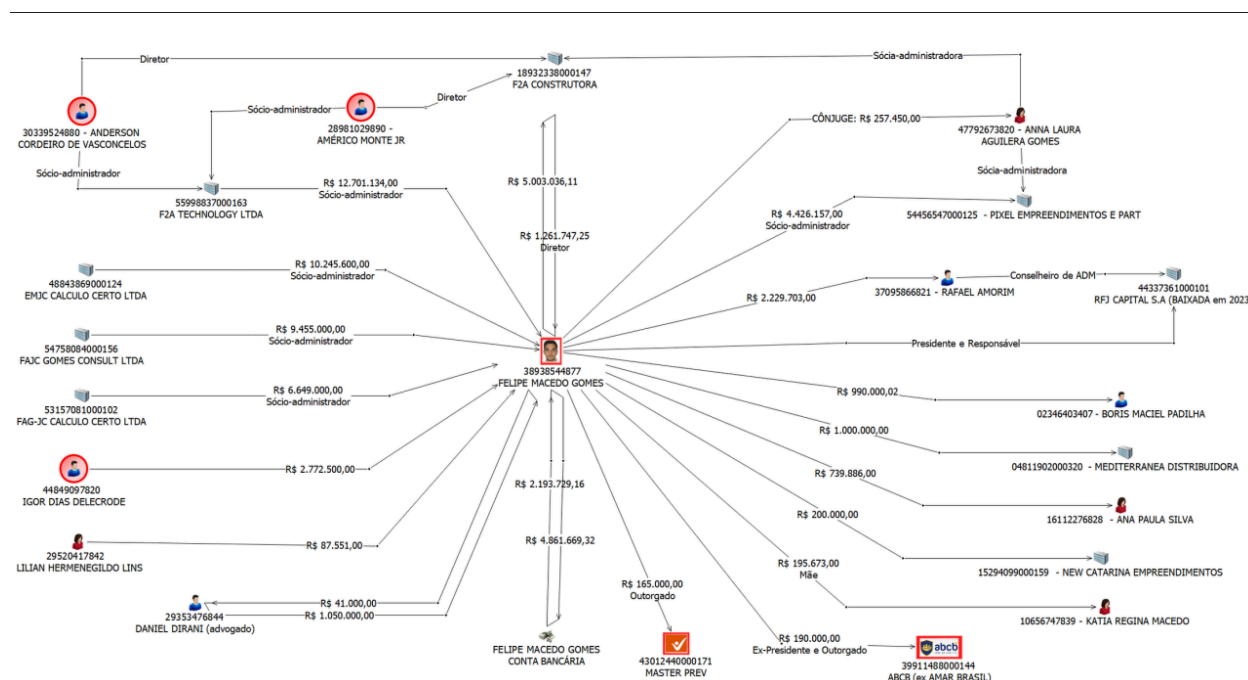 Diretor
Sócia-administradora
18932338000147
F2A CONSTRUTORA
Diretor
Sócio-administrador
30339524880 - ANDERSON
CORDEIRO DE VASCONCELOS
28981029890 -
AMÉRICO MONTE JR
CÔNJUGE: R$ 257.450,00
47792673820 - ANNA LAURA
AGUILERA GOMES
Sócio-administrador
Sócia-administradora
R$ 12.701.134,00
Sócio-administrador
55998837000163
F2A TECHNOLOGY LTDA
R$ 5.003.036,11
R$ 4.426.157,00
Sócio-administrador
54456547000125 - PIXEL EMPREENDIMENTOS E PART
R$ 1.261.747,25
Diretor
R$ 10.245.600,00
Sócio-administrador
48843869000124
EMJC CALCULO CERTO LTDA
R$ 2.229.703,00
37095866821 - RAFAEL AMORIM
Conselheiro de ADM
44337361000101
RFJ CAPITAL S.A (BAIXADA em 2023
R$ 9.455.000,00
Sócio-administrador
54758084000156
FAJC GOMES CONSULT LTDA
Presidente e Responsável
38938544877
FELIPE MACEDO GOMES
R$ 6.649.000,00
Sócio-administrador
53157081000102
FAG-JC CALCULO CERTO LTDA
R$ 990.000,02
02346403407 - BORIS MACIEL PADILHA
R$ 1.000.000,00
04811902000320 - MEDITERRANEA DISTRIBUIDORA
R$ 2.772.500,00
44849097820
IGOR DIAS DELECRODE
R$ 739.886,00
16112276828 - ANA PAULA SILVA
R$ 2.193.729,16
R$ 200.000,00
R$ 4.861.669,32
R$ 87.551,00
29520417842
LILIAN HERMENEGILDO LINS
15294099000159 - NEW CATARINA EMPREENDIMENTOS
R$ 195.673,00
Mãe
10656747839 - KATIA REGINA MACEDO
R$ 41.000,00
R$ 1.050.000,00
29353476844
DANIEL DIRANI (advogado)
R$ 165.000,00
Outorgado
R$ 190.000,00
Ex-Presidente e Outorgado
FELIPE MACEDO GOMES
CONTA BANCÁRIA
43012440000171
MASTER PREV
abcb
39911488000144
ABCB (ex AMAR BRASIL)